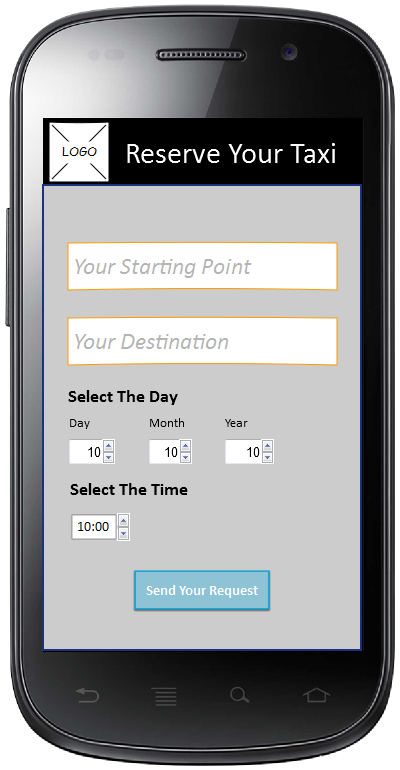 LOGO
Reserve Your Taxi
Your Starting Point
Your Destination
Select The Day
Day Month Year
10 10 10
Select The Time
10:00
Send Your Request